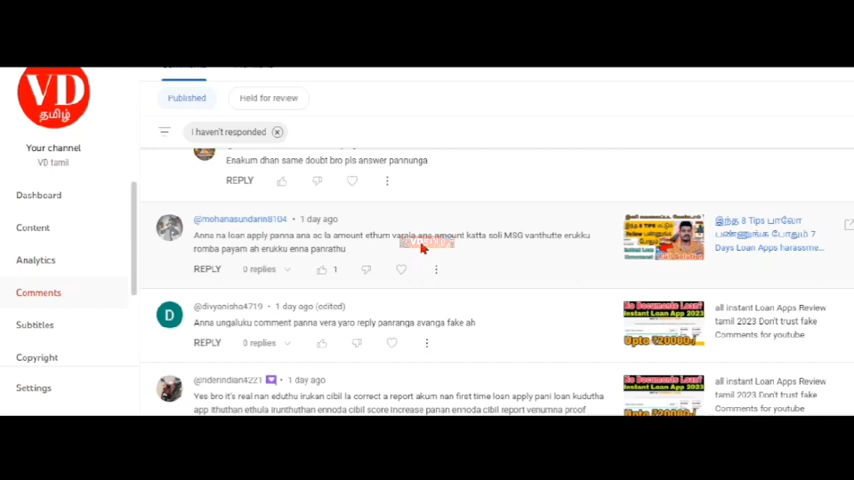 VD
தமிழ்
Your channel
VD tamil
Dashboard
Content
Analytics
Comments
Subtitles
Copyright
Settings
Published
Held for review
I haven't responded
Enakum dhan same doubt bro pls answer pannunga
REPLY
@mohanasundarin8104 • 1 day ago
Anna na loan apply panna ana ac la amount ethum varala ana amount katta soli MSG vanthutte erukku
romba payam ah erukku enna panrathu
REPLY 0 replies 1
இந்த 8 Tips பாலோ
பண்ணுங்க போதும் 7
Days Loan Apps harassme...
@divyanisha4719 • 1 day ago (edited)
D
Anna ungaluku comment panna vera yaro reply panranga avanga fake ah
REPLY 0 replies
No Documents Loan?
Instant Loan App 2023
Upto ₹20000
all instant Loan Apps Review
tamil 2023 Don't trust fake
Comments for youtube
@nderindian4221 • 1 day ago
Yes bro it's real nan eduthu irukan cibil la correct a report akum nan first time loan apply pani loan kudutha
app ithuthan ethula irunthuthan ennoda cibil score increase panan ennoda cibil report venumna proof
No Documents Loan?
Instant Loan App 2023
Upto ₹20000
all instant Loan Apps Review
tamil 2023 Don't trust fake
Comments for youtube